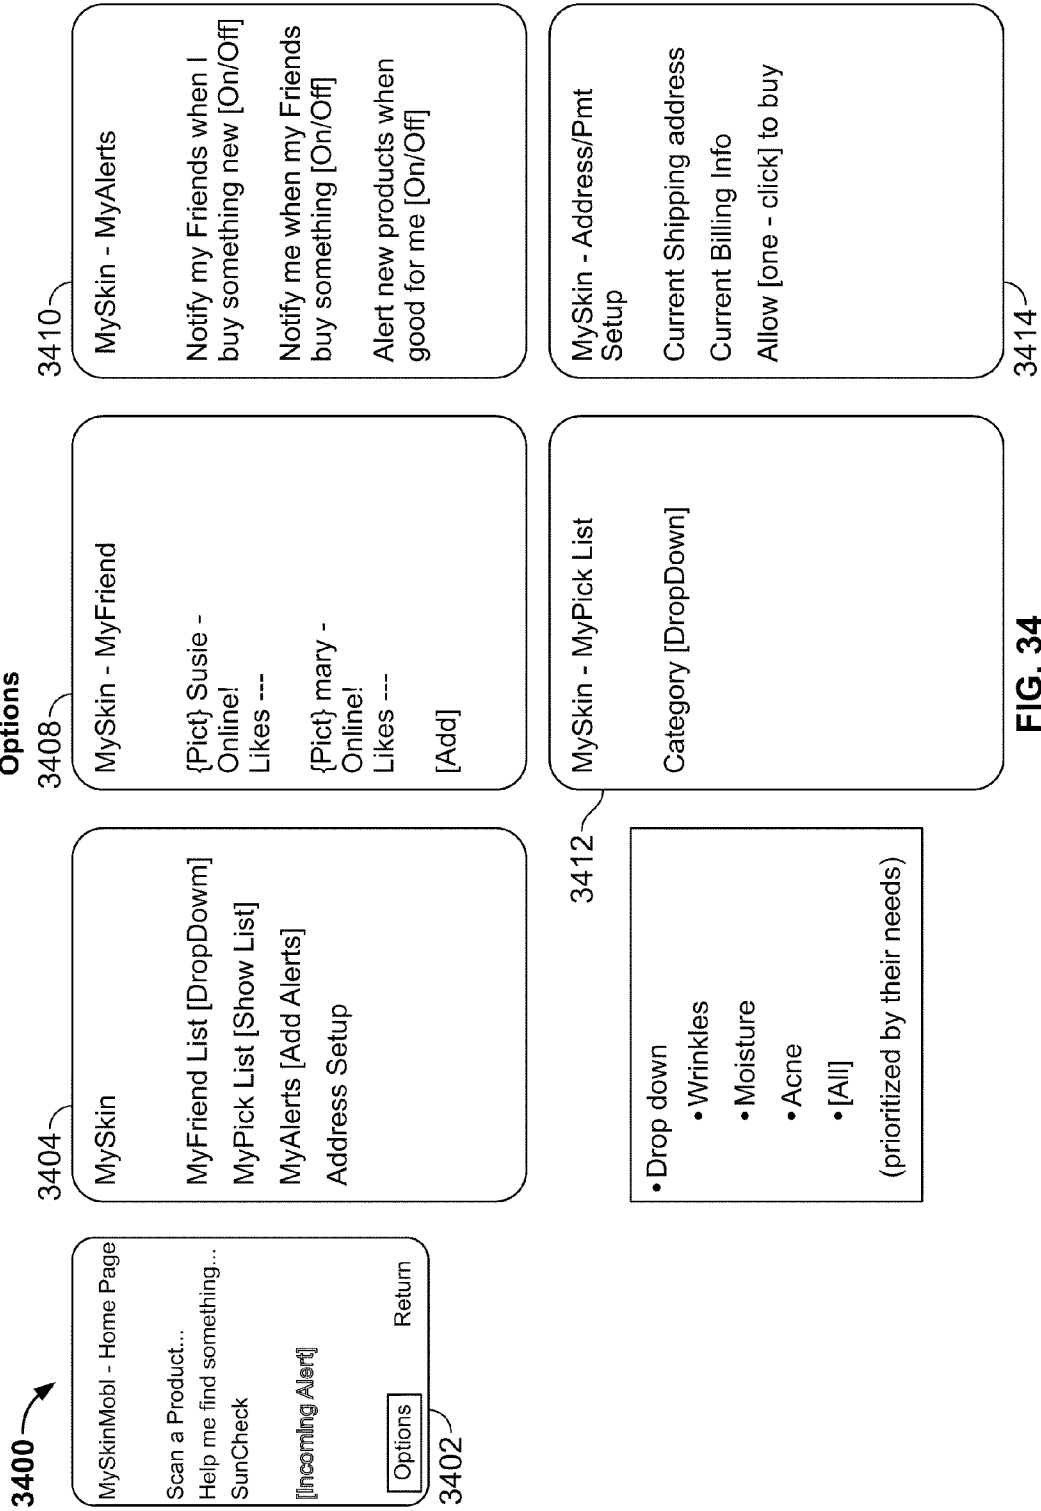 Options
3400
MySkinMobl - Home Page
Scan a Product...
Help me find something...
SunCheck
[Incoming Alert]
Options
Return
3402
3404
MySkin
MyFriend List [DropDowm]
MyPick List [Show List]
MyAlerts [Add Alerts]
Address Setup
3408
MySkin - MyFriend
{Pict} Susie -
Online!
Likes ---
{Pict} mary -
Online!
Likes ---
[Add]
3410
MySkin - MyAlerts
Notify my Friends when I
buy something new [On/Off]
Notify me when my Friends
buy something [On/Off]
Alert new products when
good for me [On/Off]
•Drop down
•Wrinkles
•Moisture
•Acne
•[All]
(prioritized by their needs)
3412
MySkin - MyPick List
Category [DropDown]
MySkin - Address/Pmt
Setup
Current Shipping address
Current Billing Info
Allow [one - click] to buy
3414
FIG. 34